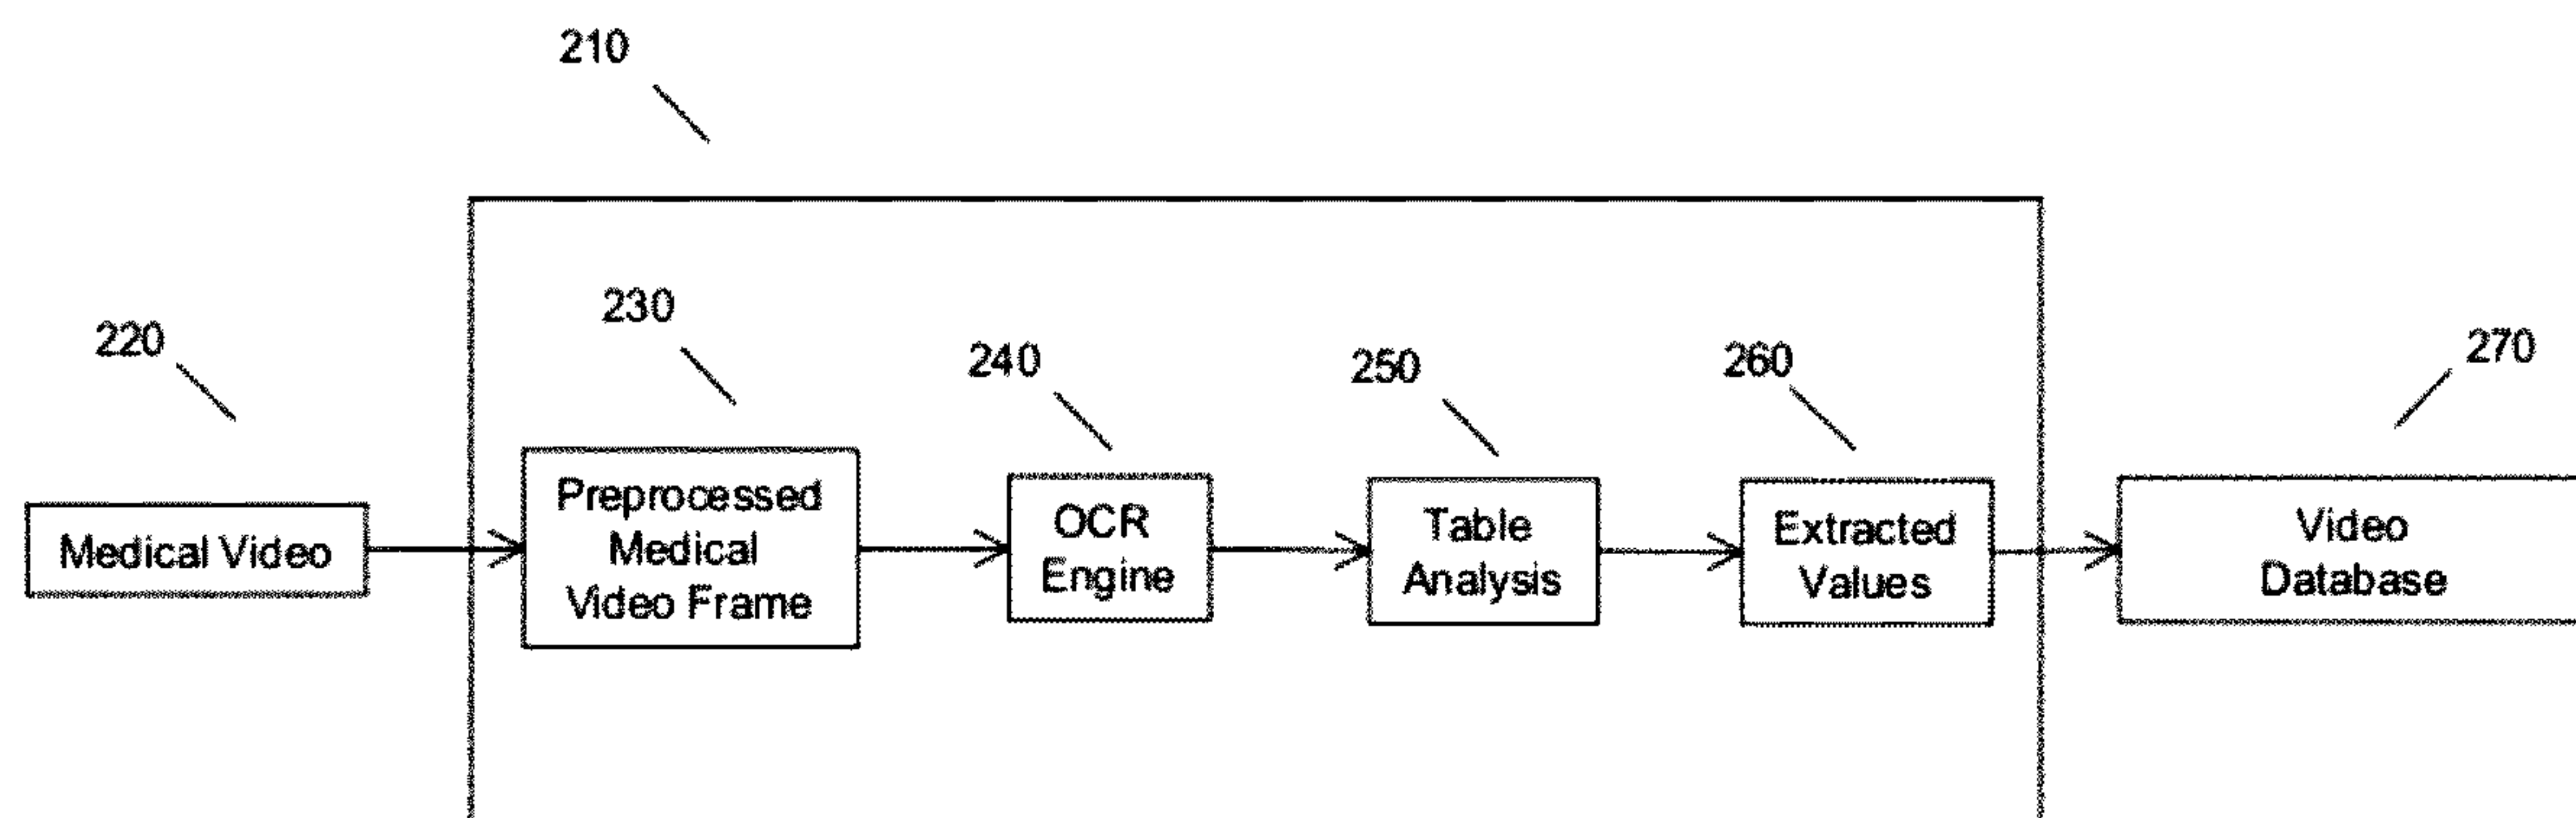 210
220
230
240
250
260
270
Medical Video
Preprocessed
Medical
Video Frame
OCR
Engine
Table
Analysis
Extracted
Values
Video
Database